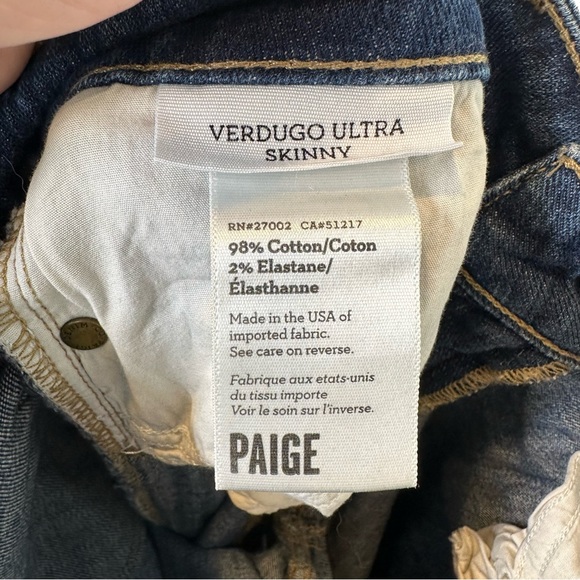 VERDUGO ULTRA
SKINNY
RN#27002 CA#51217
98% Cotton/Coton
2% Elastane/
Élasthanne
Made in the USA of
imported fabric.
See care on reverse.
Fabrique aux etats-unis
du tissu importe
Voir le soin sur l'inverse.
PAIGE